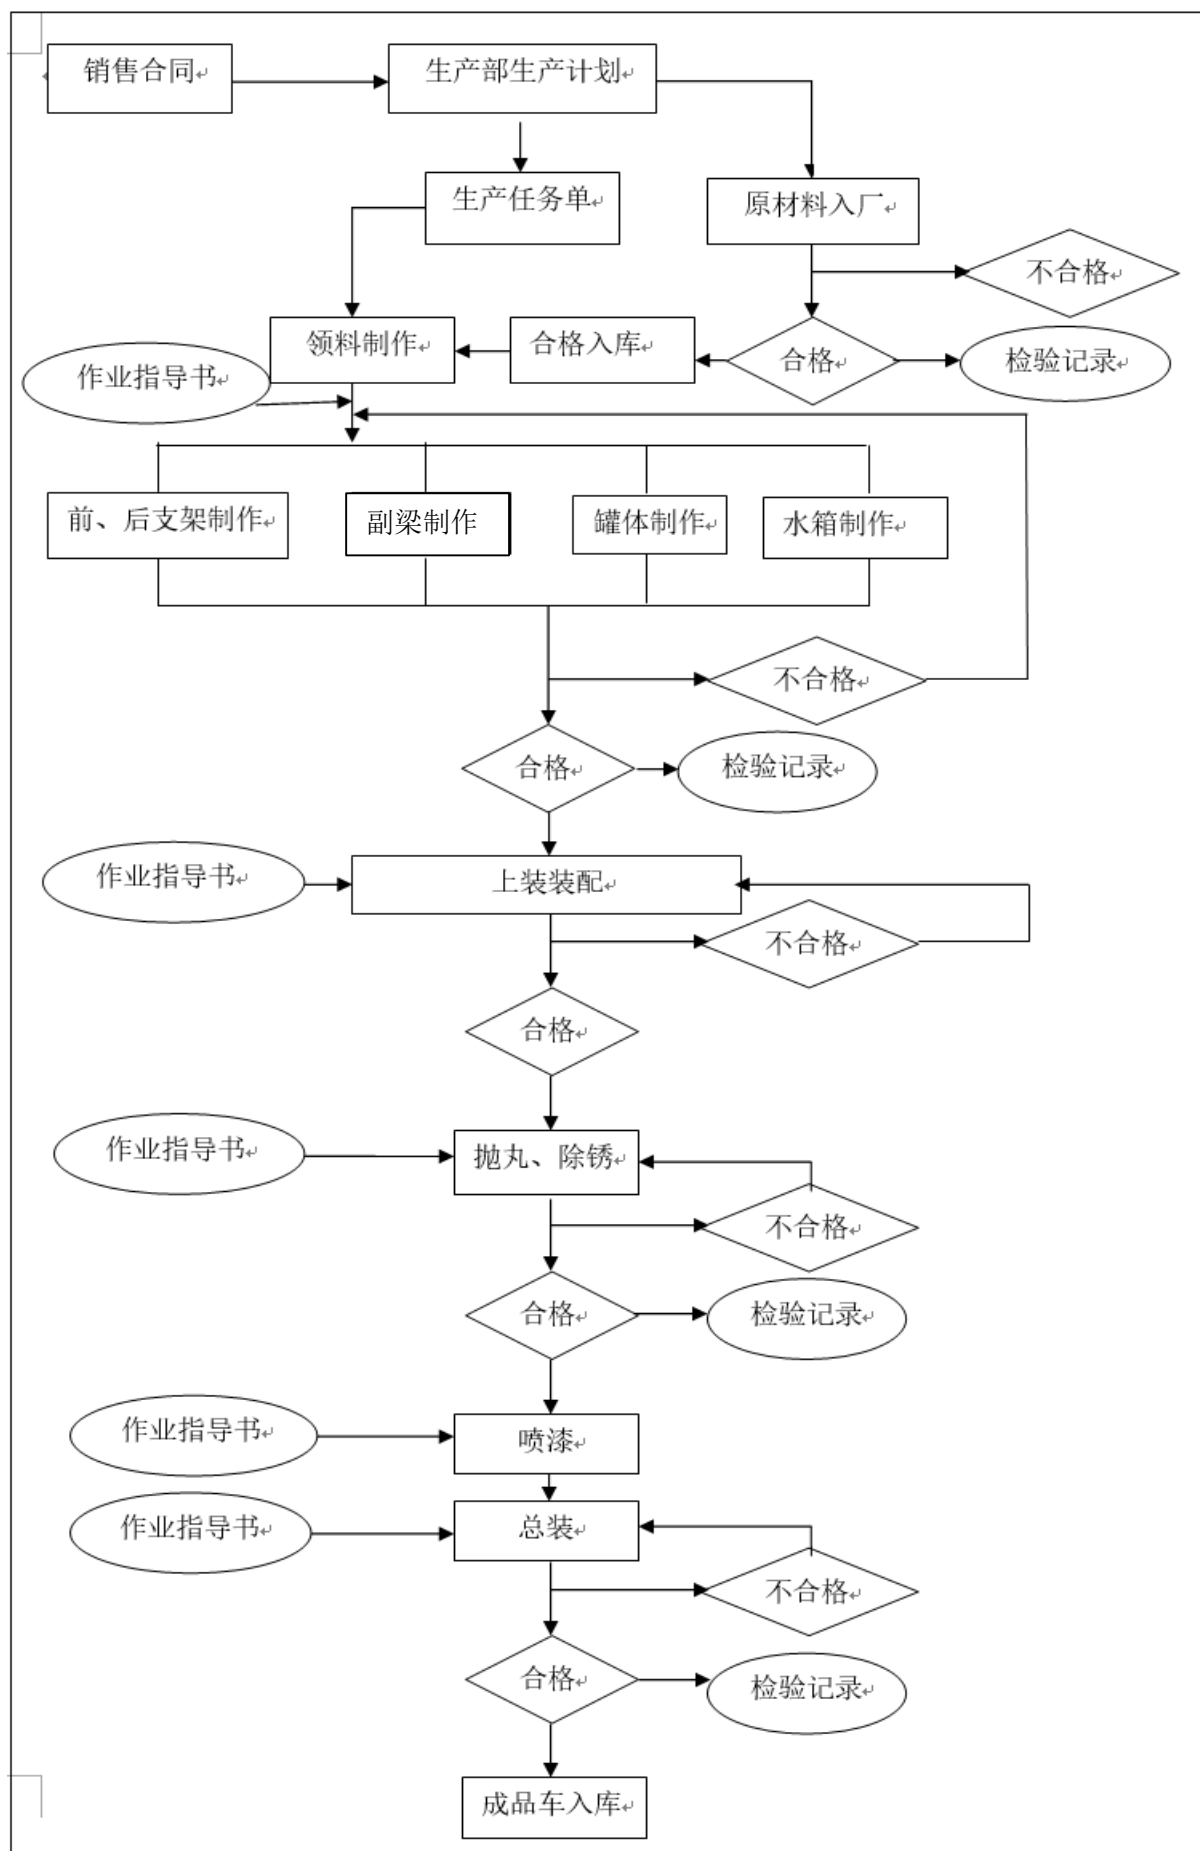 销售合同
生产部生产计划
生产任务单
原材料入厂
不合格
领料制作
合格入库
合格
检验记录
作业指导书
前、后支架制作
副梁制作
罐体制作
水箱制作
不合格
合格
检验记录
作业指导书
上装装配
不合格
合格
作业指导书
抛丸、除锈
不合格
合格
检验记录
作业指导书
喷漆
作业指导书
总装
不合格
合格
检验记录
成品车入库